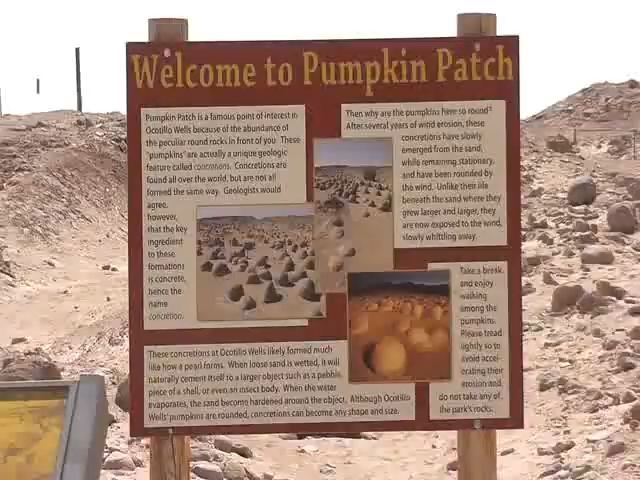 Welcome to Pumpkin Patch
Pumpkin Patch is a famous point of interest in
Ocotillo Wells because of the abundance of
the peculiar round rocks in front of you. These
"pumpkins" are actually a unique geologic
feature called concretions. Concretions are
found all over the world, but are not all
formed the same way. Geologists would
agree,
however,
that the key
ingredient
to these
formations
is concrete,
hence the
name
concretion.
Then why are the pumpkins here so round?
After several years of wind erosion, these
concretions have slowly
emerged from the sand,
while remaining stationary,
and have been rounded by
the wind. Unlike their life
beneath the sand where they
grew larger and larger, they
are now exposed to the wind,
slowly whittling away.
These concretions at Ocotillo Wells likely formed much
like how a pearl forms. When loose sand is wetted, it will
naturally cement itself to a larger object such as a pebble,
piece of a shell, or even an insect body. When the water
evaporates, the sand become hardened around the object. Although Ocotillo
Wells' pumpkins are rounded, concretions can become any shape and size.
Take a break,
and enjoy
walking
among the
pumpkins.
Please tread
lightly so to
avoid accel-
erating their
erosion and
do not take any of
the park's rocks.